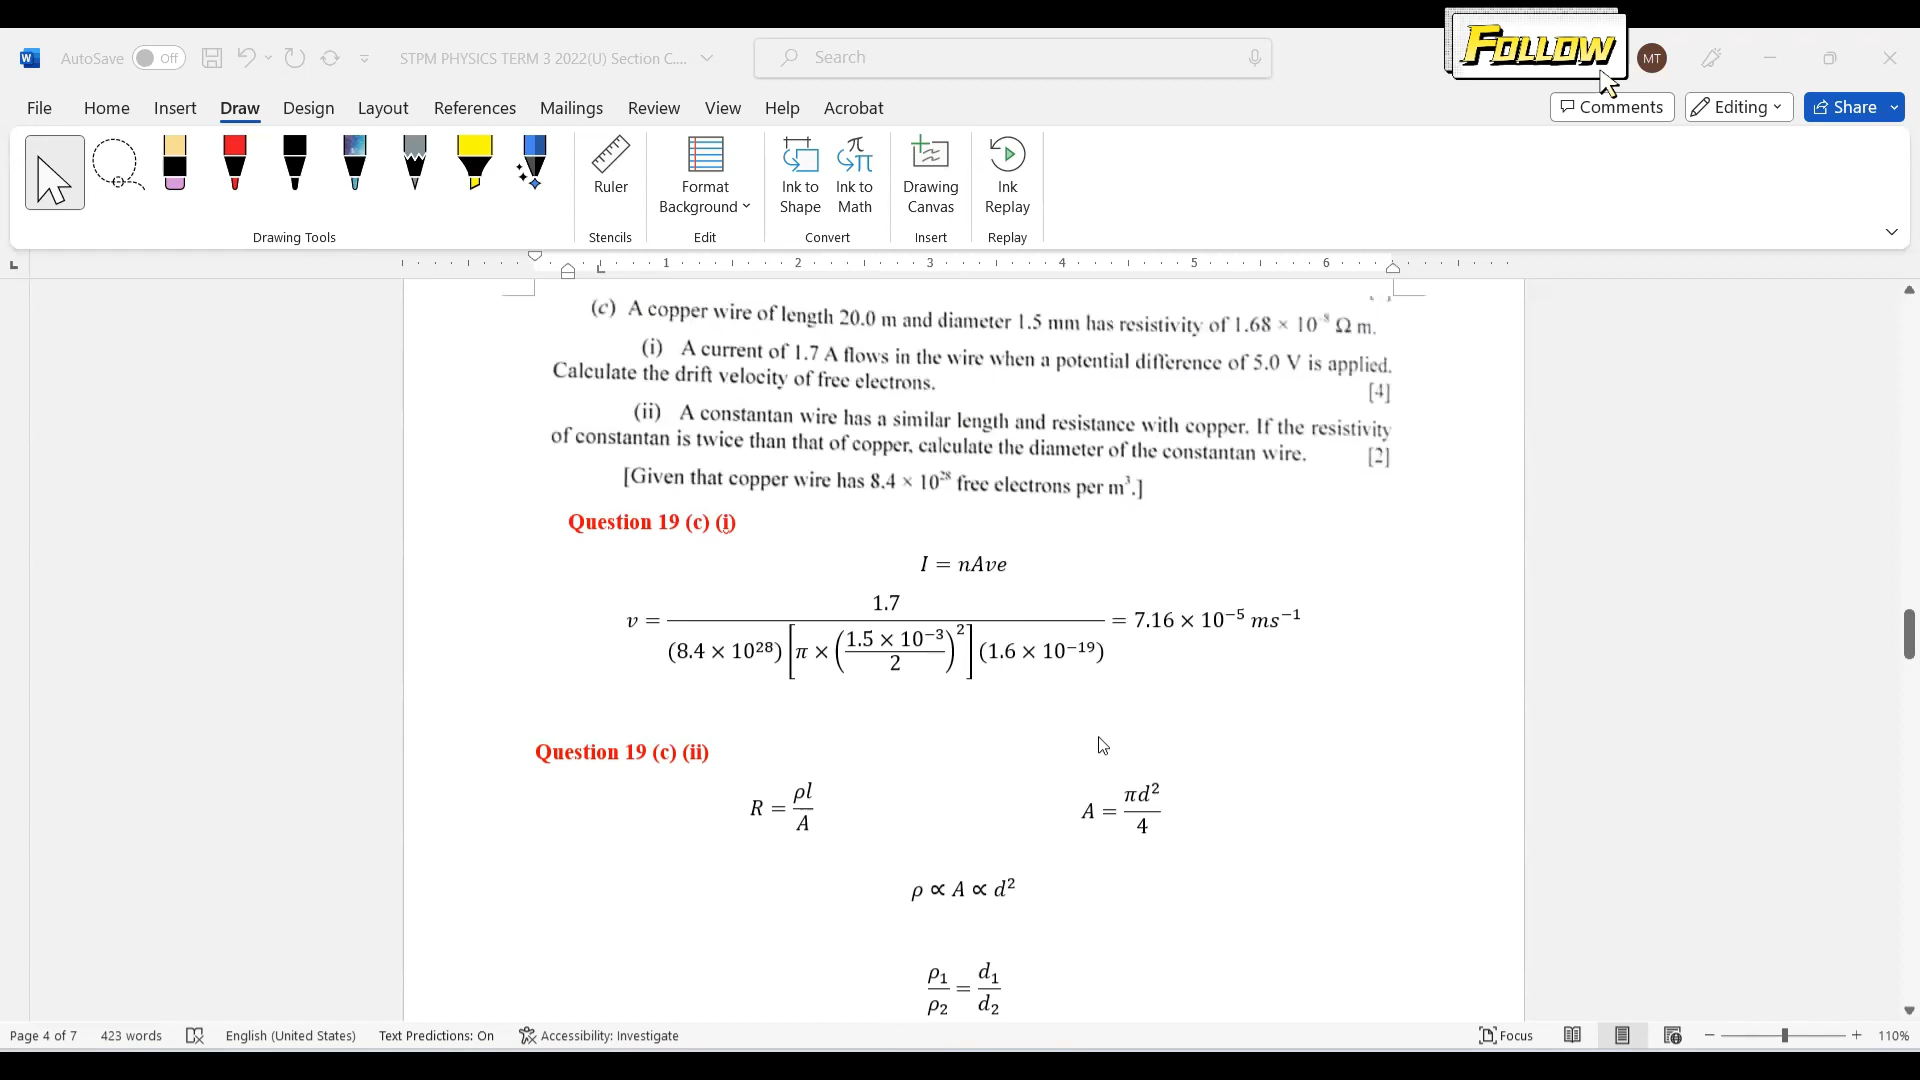 FOLLOW
AutoSave Off STPM PHYSICS TERM 3 2022(U) Section C.... Search MT
File Home Insert Draw Design Layout References Mailings Review View Help Acrobat Comments Editing Share
Ruler Format Background Ink to Shape Ink to Math Drawing Canvas Ink Replay
Drawing Tools Stencils Edit Convert Insert Replay
1 2 3 4 5 6
(c) A copper wire of length 20.0 m and diameter 1.5 mm has resistivity of 1.68 × 10⁻⁸ Ω m.
(i) A current of 1.7 A flows in the wire when a potential difference of 5.0 V is applied.
Calculate the drift velocity of free electrons. [4]
(ii) A constantan wire has a similar length and resistance with copper. If the resistivity
of constantan is twice than that of copper, calculate the diameter of the constantan wire. [2]
[Given that copper wire has 8.4 × 10²⁸ free electrons per m³.]
Question 19 (c) (i)
I = nAve
v = 1.7 / (8.4 × 10²⁸) [π × (1.5 × 10⁻³ / 2)²] (1.6 × 10⁻¹⁹) = 7.16 × 10⁻⁵ ms⁻¹
Question 19 (c) (ii)
R = ρl / A A = πd² / 4
ρ ∝ A ∝ d²
ρ₁ / ρ₂ = d₁ / d₂
Page 4 of 7 423 words English (United States) Text Predictions: On Accessibility: Investigate Focus 110%